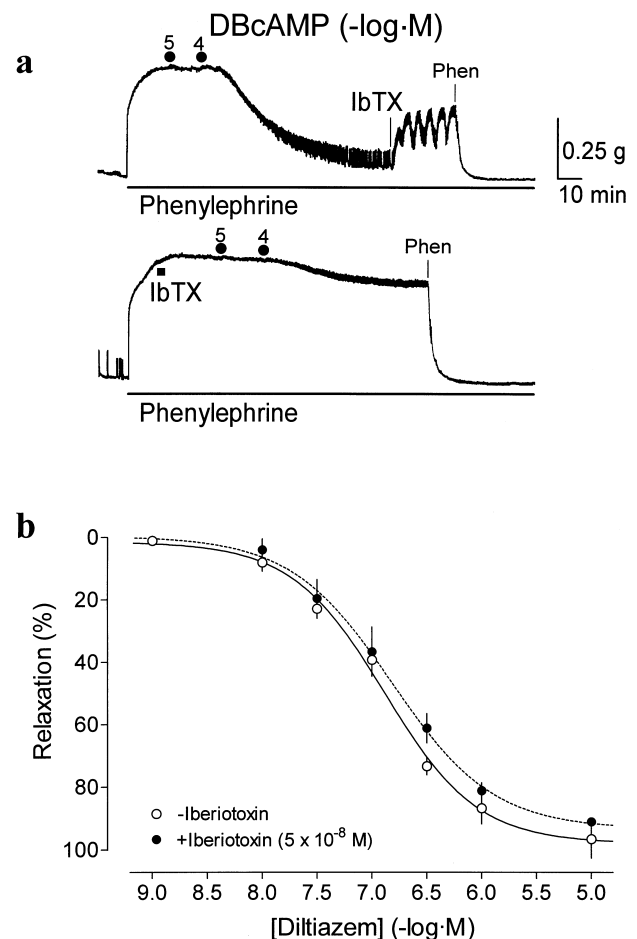 DBcAMP (-log·M)
a
5 4
IbTX
Phen
0.25 g
10 min
Phenylephrine
5 4
Phen
IbTX
Phenylephrine
b
0
20
40
60
80
100
Relaxation (%)
-Iberiotoxin
+Iberiotoxin (5 x 10⁻⁸ M)
9.0 8.5 8.0 7.5 7.0 6.5 6.0 5.5 5.0
[Diltiazem] (-log·M)